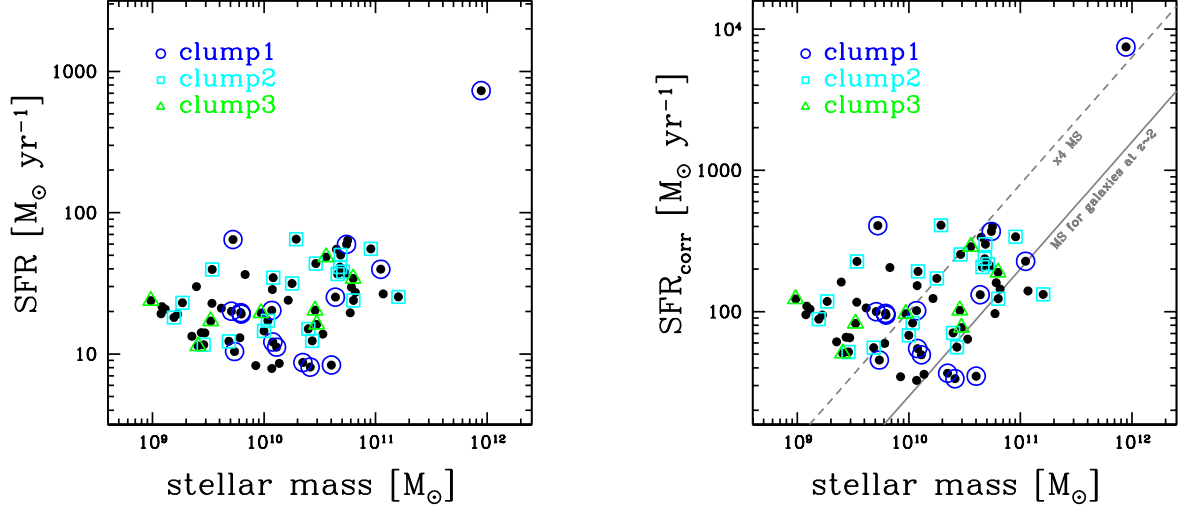 clump1
clump2
clump3
1000
100
10
SFR [M⊙ yr⁻¹]
10⁹
10¹⁰
10¹¹
10¹²
stellar mass [M⊙]
clump1
clump2
clump3
10⁴
1000
100
SFRcorr [M⊙ yr⁻¹]
x4 MS
MS for galaxies at z~2
10⁹
10¹⁰
10¹¹
10¹²
stellar mass [M⊙]